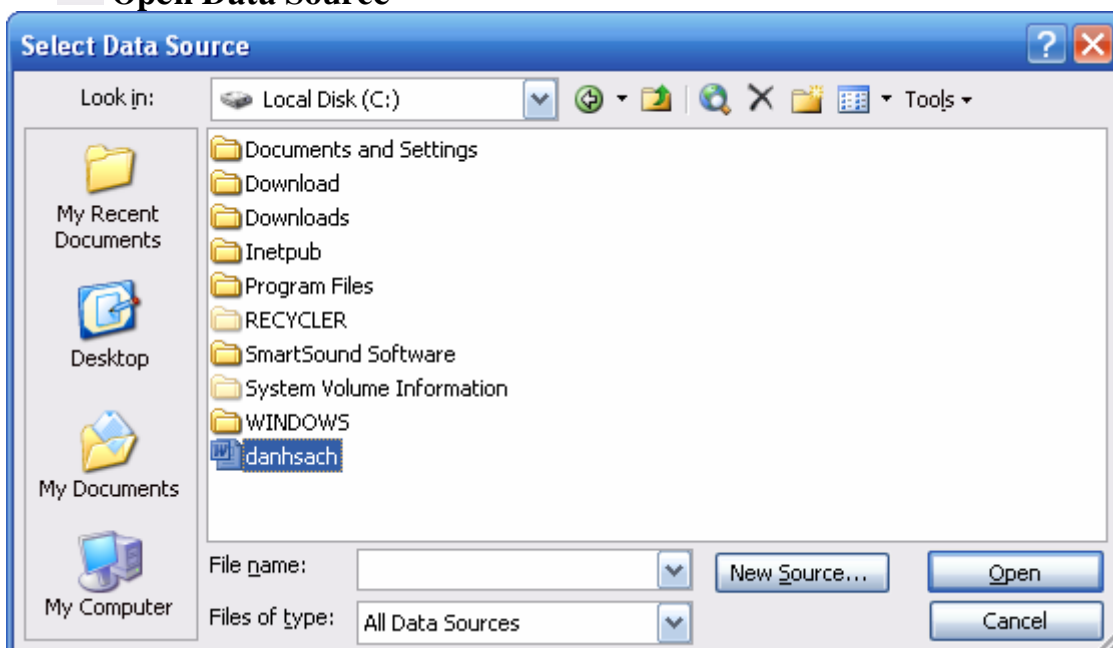 Open Data Source
Select Data Source
Look in:
Local Disk (C:)
Tools
My Recent
Documents
Desktop
My Documents
My Computer
Documents and Settings
Download
Downloads
Inetpub
Program Files
RECYCLER
SmartSound Software
System Volume Information
WINDOWS
danhsach
File name:
New Source...
Open
Files of type:
All Data Sources
Cancel